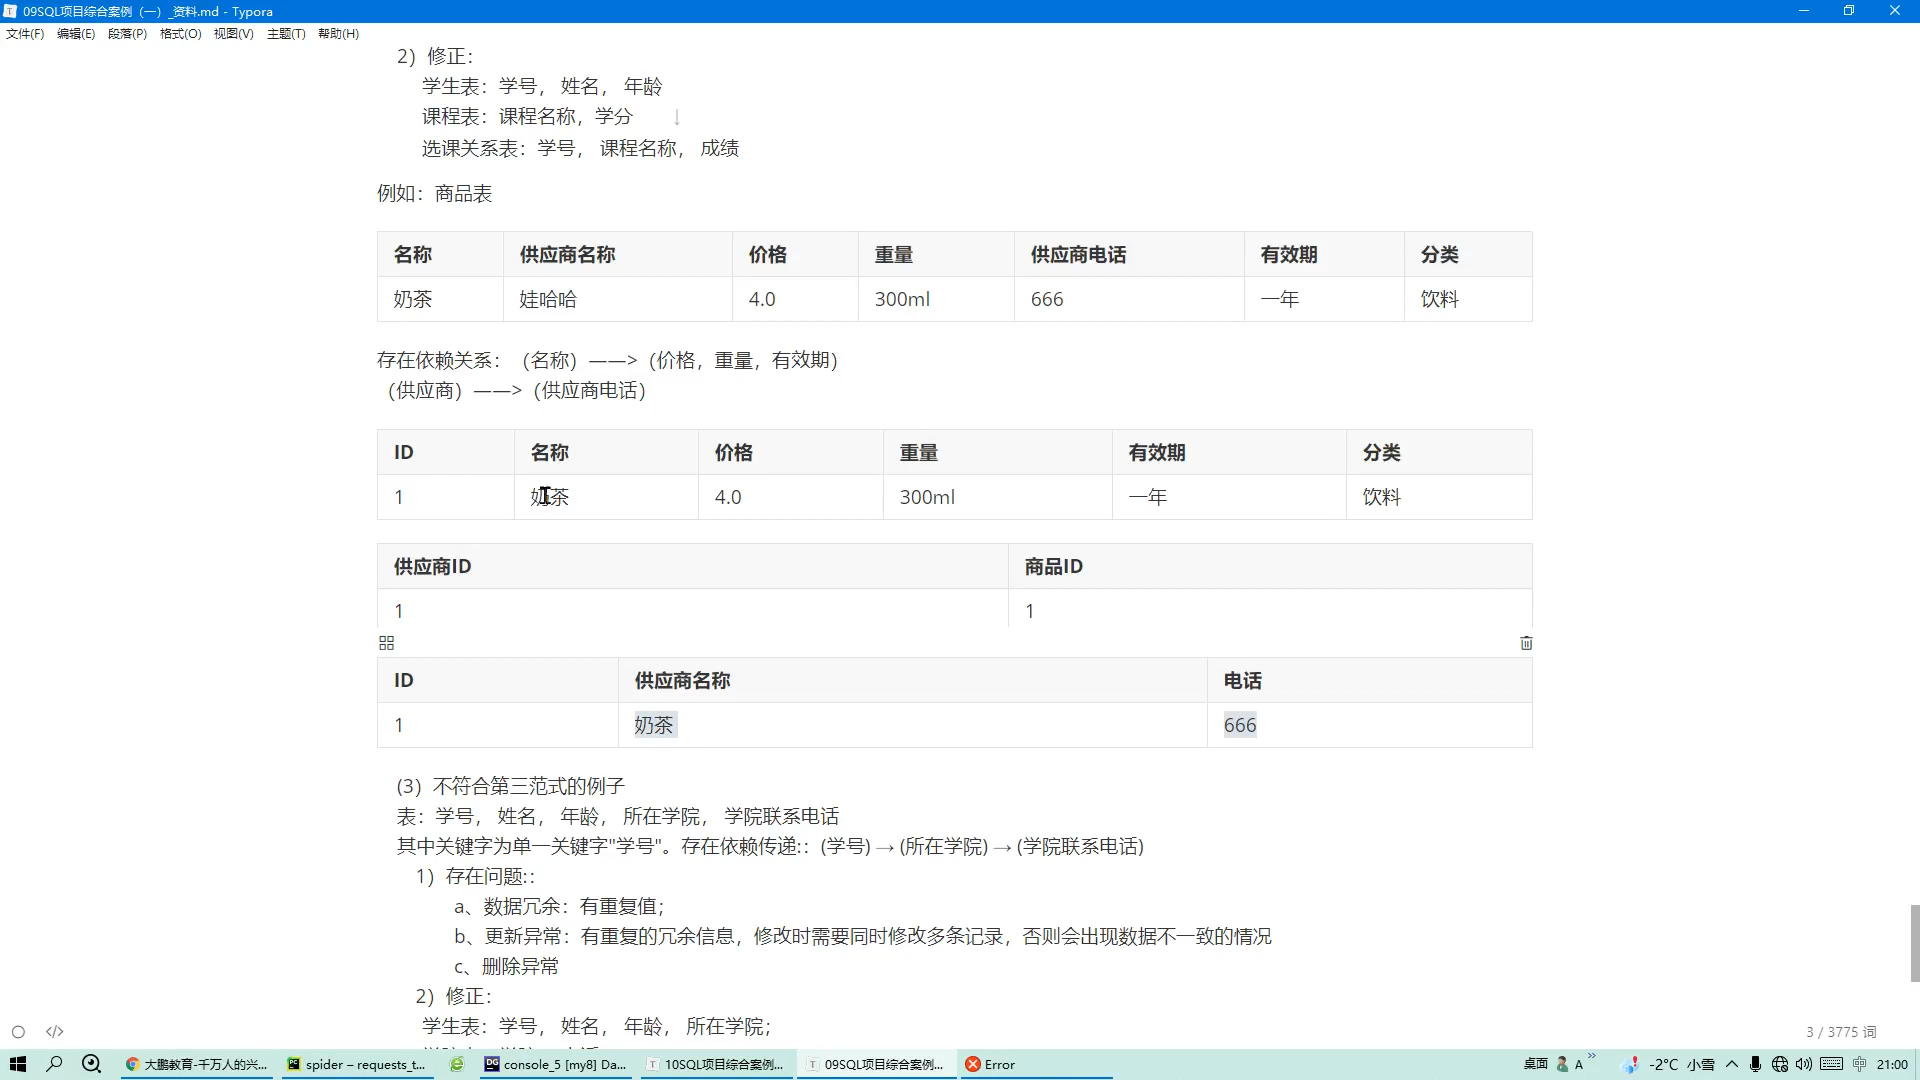 09SQL项目综合案例（一）_资料.md - Typora
文件(F) 编辑(E) 段落(P) 格式(O) 视图(V) 主题(T) 帮助(H)
2）修正：
学生表：学号， 姓名， 年龄
课程表：课程名称，学分 ↓
选课关系表：学号， 课程名称， 成绩
例如：商品表
名称 供应商名称 价格 重量 供应商电话 有效期 分类
奶茶 娃哈哈 4.0 300ml 666 一年 饮料
存在依赖关系：（名称）——>（价格，重量，有效期）
（供应商）——>（供应商电话）
ID 名称 价格 重量 有效期 分类
1 奶茶 4.0 300ml 一年 饮料
供应商ID 商品ID
1 1
ID 供应商名称 电话
1 奶茶 666
(3）不符合第三范式的例子
表：学号， 姓名， 年龄， 所在学院， 学院联系电话
其中关键字为单一关键字"学号"。存在依赖传递:：(学号) → (所在学院) → (学院联系电话)
1）存在问题::
a、数据冗余：有重复值；
b、更新异常：有重复的冗余信息，修改时需要同时修改多条记录，否则会出现数据不一致的情况
c、删除异常
2）修正：
学生表：学号， 姓名， 年龄， 所在学院；
</> 3 / 3775 词
大鹏教育-千万人的兴... spider – requests_t... console_5 [my8] Da... 10SQL项目综合案例... 09SQL项目综合案例... Error 桌面 A -2°C 小雪 中 21:00